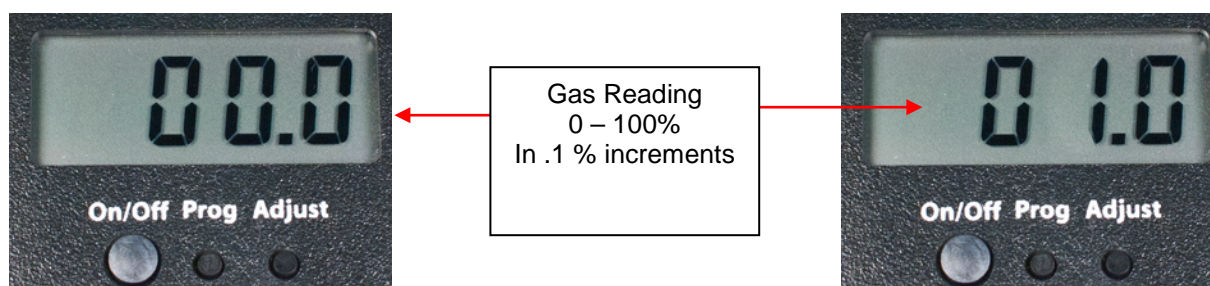 00.0
On/Off Prog Adjust
Gas Reading
0 – 100%
In .1 % increments
01.0
On/Off Prog Adjust